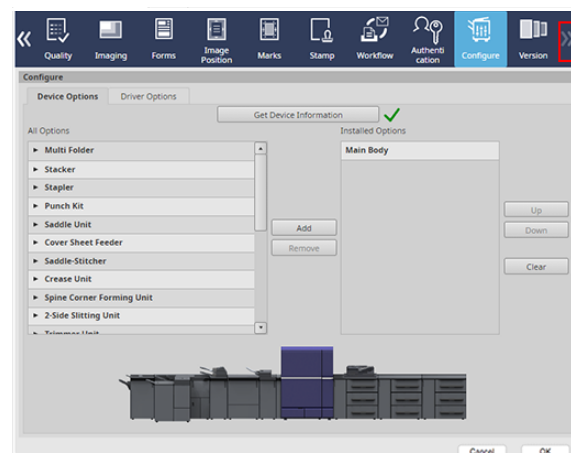 Quality Imaging Forms Image Position Marks Stamp Workflow Authenti cation Configure Version
Configure
Device Options Driver Options
Get Device Information
All Options Installed Options
Multi Folder
Main Body
Stacker
Stapler
Punch Kit
Saddle Unit
Cover Sheet Feeder
Saddle-Stitcher
Crease Unit
Spine Corner Forming Unit
2-Side Slitting Unit
Trimmer Unit
Add
Remove
Up
Down
Clear
Cancel OK